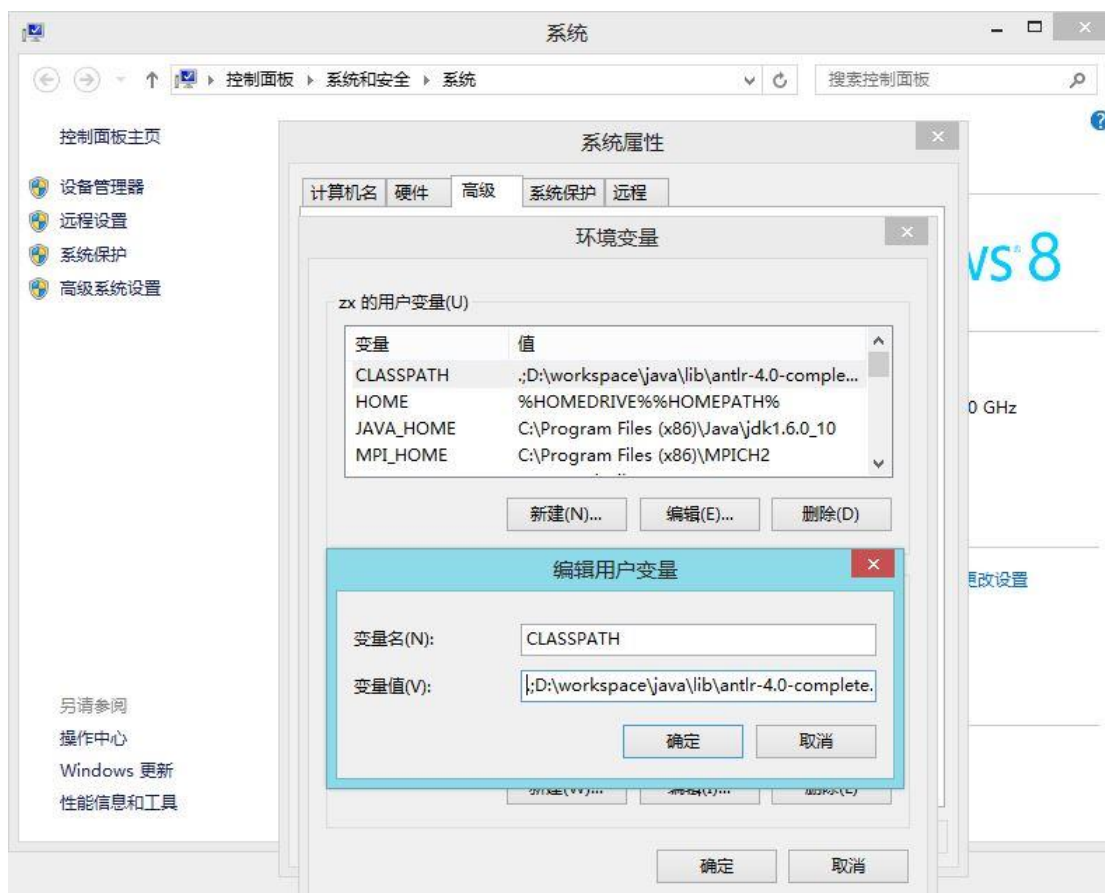 系统
控制面板 系统和安全 系统
搜索控制面板
控制面板主页
设备管理器
远程设置
系统保护
高级系统设置
另请参阅
操作中心
Windows 更新
性能信息和工具
系统属性
计算机名 硬件 高级 系统保护 远程
环境变量
zx 的用户变量(U)
变量 值
CLASSPATH .;D:\workspace\java\lib\antlr-4.0-comple...
HOME %HOMEDRIVE%%HOMEPATH%
JAVA_HOME C:\Program Files (x86)\Java\jdk1.6.0_10
MPI_HOME C:\Program Files (x86)\MPICH2
新建(N)... 编辑(E)... 删除(D)
编辑用户变量
变量名(N): CLASSPATH
变量值(V): .;D:\workspace\java\lib\antlr-4.0-complete.
确定 取消
新建(W)... 编辑(I)... 删除(L)
确定 取消
ws 8
0 GHz
更改设置